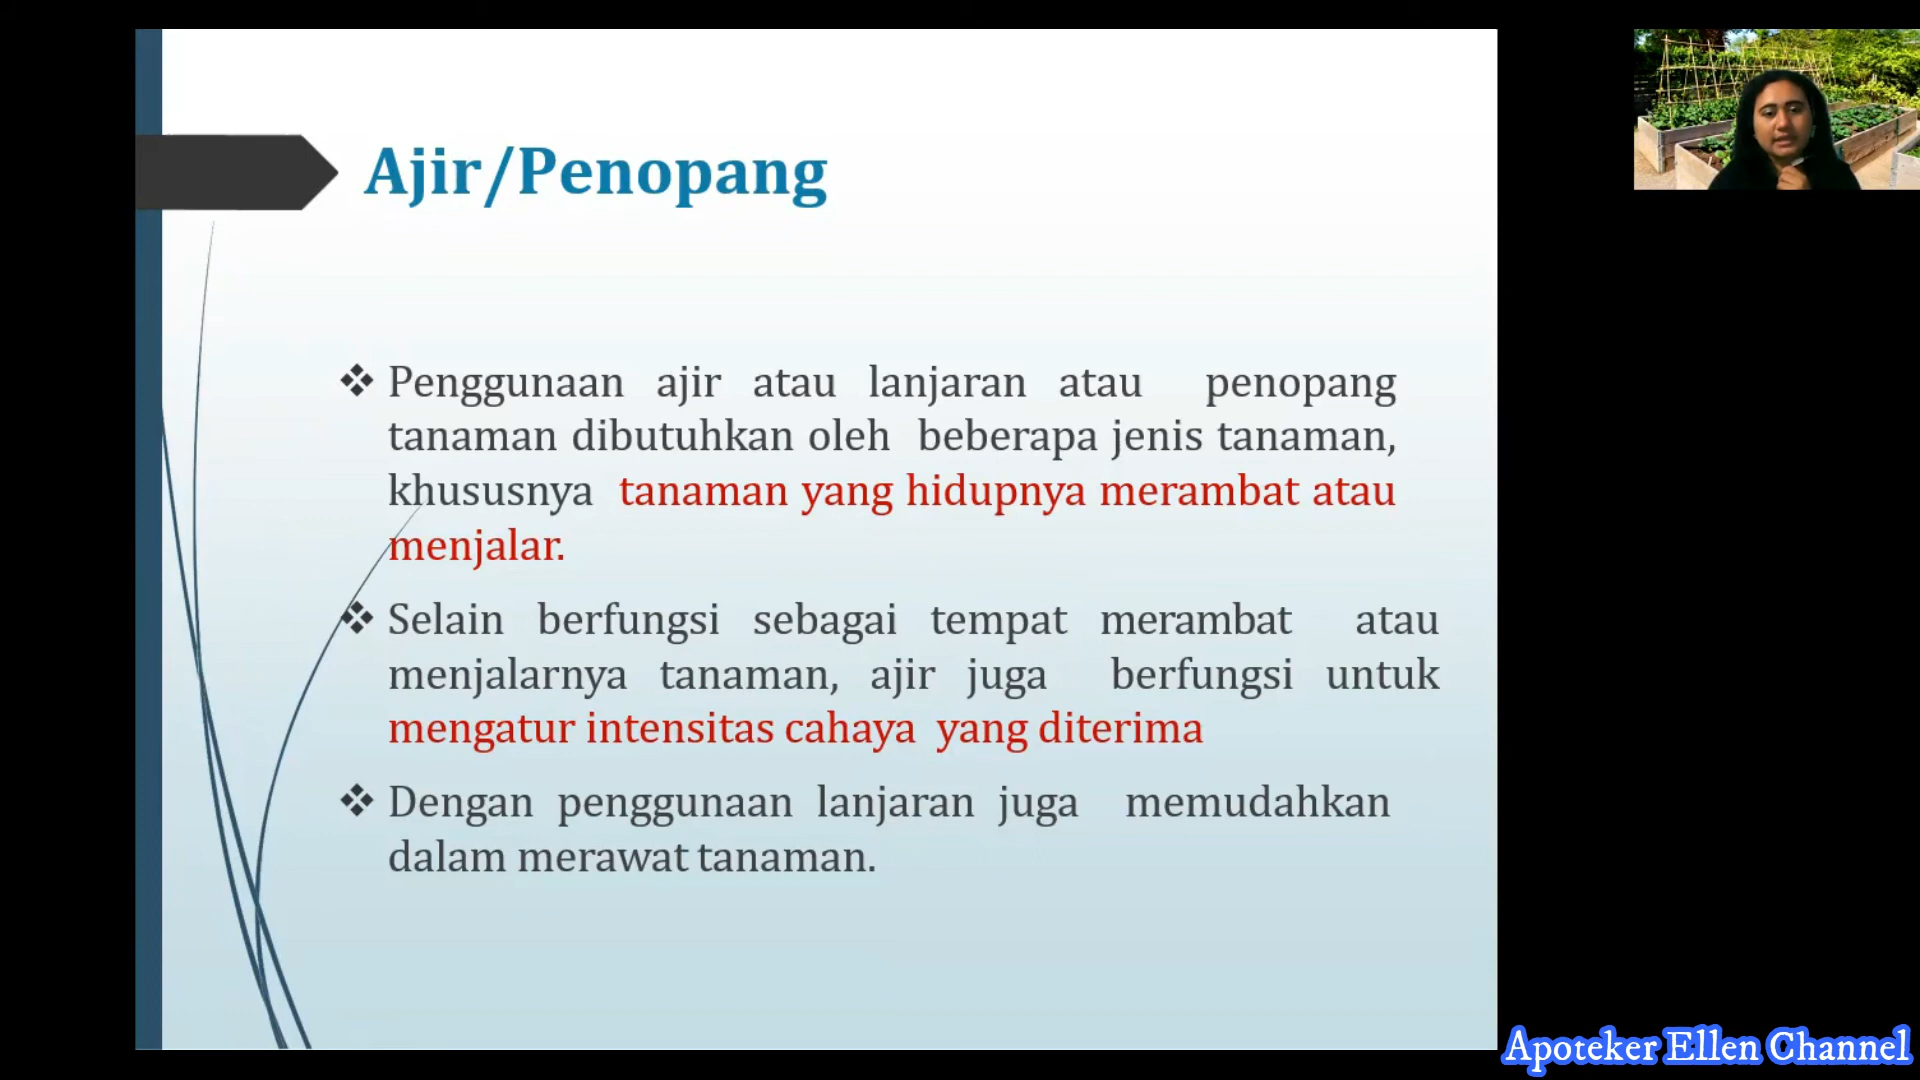 Ajir/Penopang
❖ Penggunaan ajir atau lanjaran atau penopang
tanaman dibutuhkan oleh beberapa jenis tanaman,
khususnya tanaman yang hidupnya merambat atau
menjalar.
❖ Selain berfungsi sebagai tempat merambat atau
menjalarnya tanaman, ajir juga berfungsi untuk
mengatur intensitas cahaya yang diterima
❖ Dengan penggunaan lanjaran juga memudahkan
dalam merawat tanaman.
Apoteker Ellen Channel